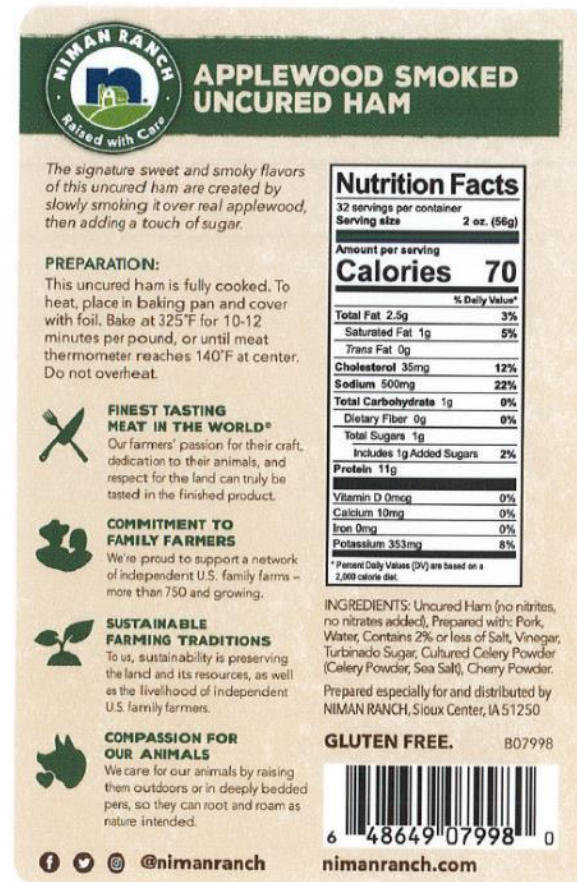 NIMAN RANCH
Raised with Care
APPLEWOOD SMOKED
UNCURED HAM
The signature sweet and smoky flavors
of this uncured ham are created by
slowly smoking it over real applewood,
then adding a touch of sugar.
PREPARATION:
This uncured ham is fully cooked. To
heat, place in baking pan and cover
with foil. Bake at 325°F for 10-12
minutes per pound, or until meat
thermometer reaches 140°F at center.
Do not overheat.
FINEST TASTING
MEAT IN THE WORLD®
Our farmers' passion for their craft,
dedication to their animals, and
respect for the land can truly be
tasted in the finished product.
COMMITMENT TO
FAMILY FARMERS
We're proud to support a network
of independent U.S. family farms –
more than 750 and growing.
SUSTAINABLE
FARMING TRADITIONS
To us, sustainability is preserving
the land and its resources, as well
as the livelihood of independent
U.S. family farmers.
COMPASSION FOR
OUR ANIMALS
We care for our animals by raising
them outdoors or in deeply bedded
pens, so they can root and roam as
nature intended.
@nimanranch
Nutrition Facts
32 servings per container
Serving size 2 oz. (56g)
Amount per serving
Calories 70
% Daily Value*
Total Fat 2.5g 3%
Saturated Fat 1g 5%
Trans Fat 0g
Cholesterol 35mg 12%
Sodium 500mg 22%
Total Carbohydrate 1g 0%
Dietary Fiber 0g 0%
Total Sugars 1g
Includes 1g Added Sugars 2%
Protein 11g
Vitamin D 0mcg 0%
Calcium 10mg 0%
Iron 0mg 0%
Potassium 353mg 8%
* Percent Daily Values (DV) are based on a
2,000 calorie diet.
INGREDIENTS: Uncured Ham (no nitrites,
no nitrates added), Prepared with: Pork,
Water, Contains 2% or less of Salt, Vinegar,
Turbinado Sugar, Cultured Celery Powder
(Celery Powder, Sea Salt), Cherry Powder.
Prepared especially for and distributed by
NIMAN RANCH, Sioux Center, IA 51250
GLUTEN FREE. B07998
6 48649 07998 0
nimanranch.com